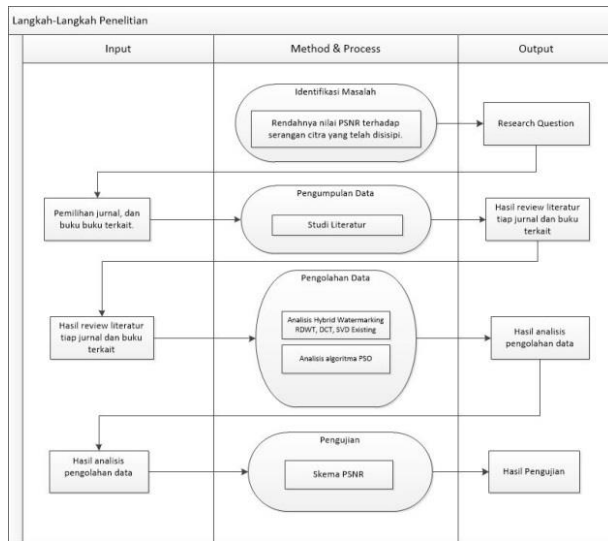 Langkah-Langkah Penelitian
Input
Method & Process
Output
Identifikasi Masalah
Rendahnya nilai PSNR terhadap
serangan citra yang telah disisipi.
Research Question
Pemilihan jurnal, dan
buku buku terkait.
Pengumpulan Data
Studi Literatur
Hasil review literatur
tiap jurnal dan buku
terkait
Hasil review literatur
tiap jurnal dan buku
terkait
Pengolahan Data
Analisis Hybrid Watermarking
RDWT, DCT, SVD Existing
Analisis algoritma PSO
Hasil analisis
pengolahan data
Hasil analisis
pengolahan data
Pengujian
Skema PSNR
Hasil Pengujian